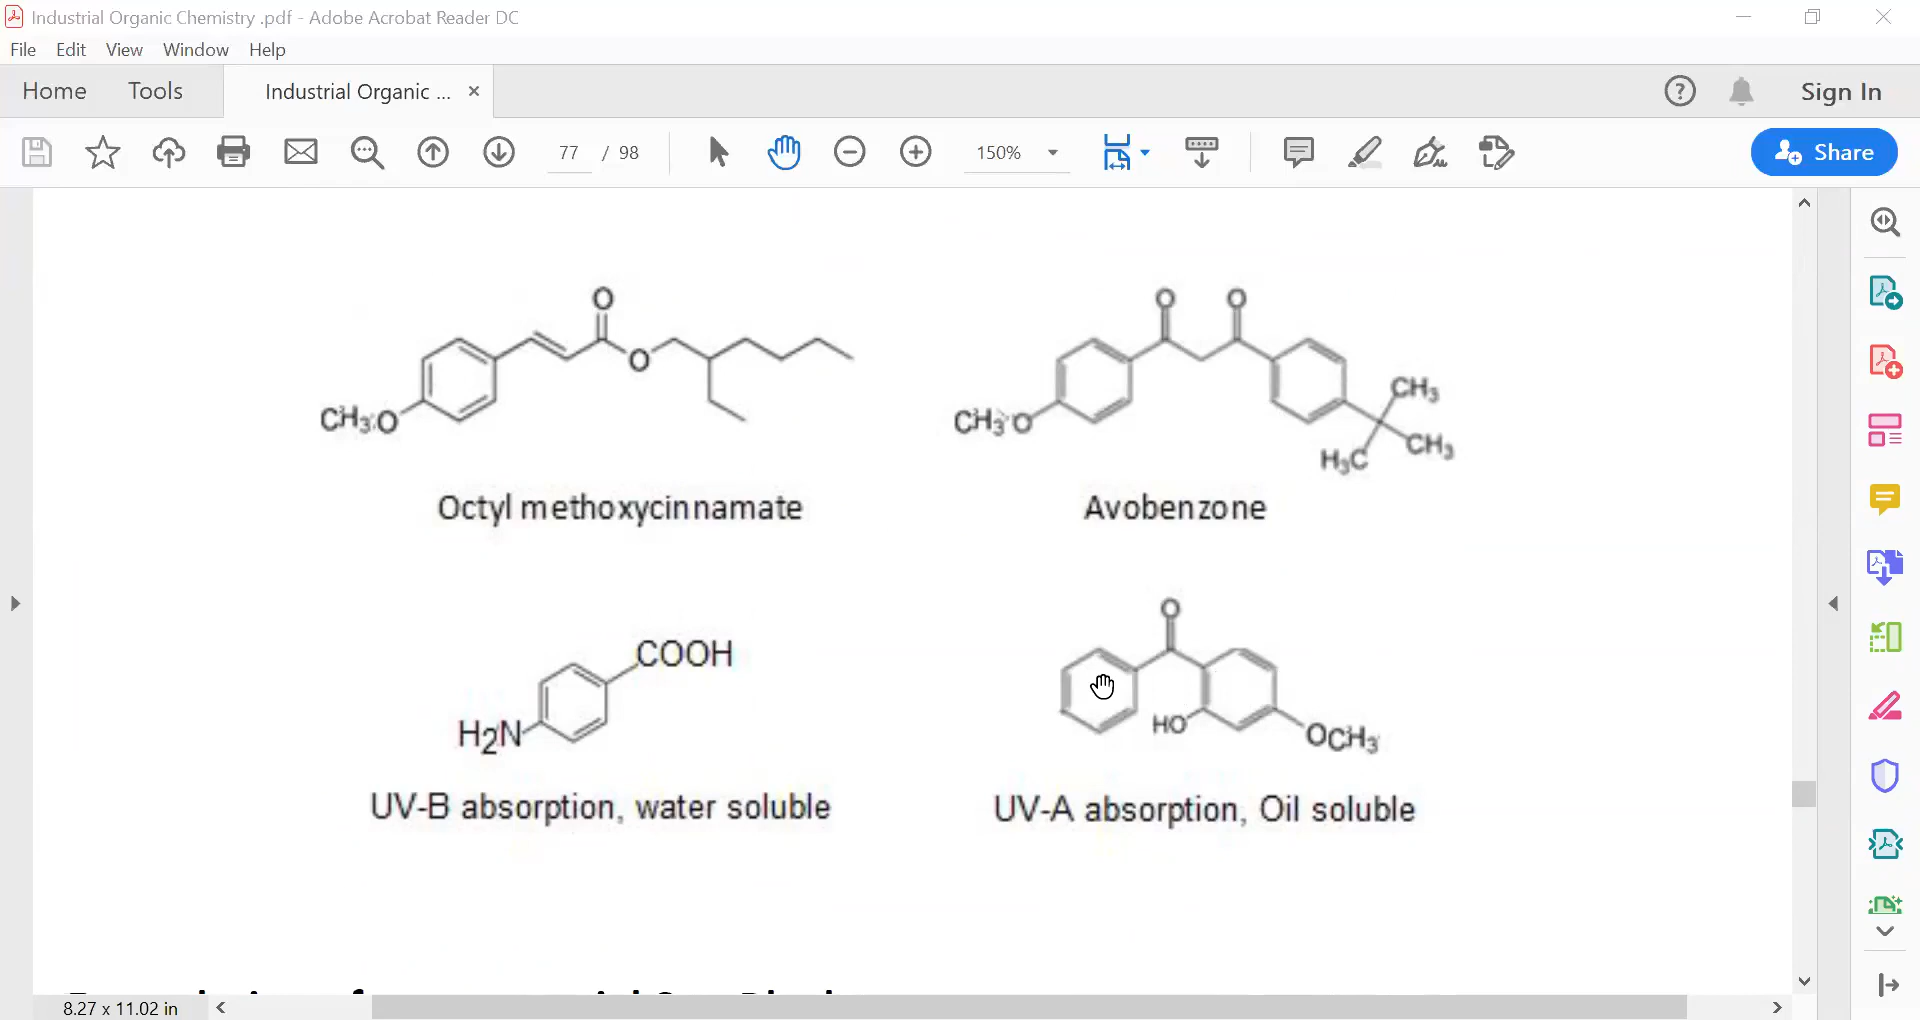 Industrial Organic Chemistry .pdf - Adobe Acrobat Reader DC
File Edit View Window Help
Home Tools Industrial Organic ... × Sign In
77 / 98 150% Share
O
O
CH3O
Octyl methoxycinnamate
O O
CH3O
CH3
CH3
H3C
Avobenzone
COOH
H2N
UV-B absorption, water soluble
O
HO
OCH3
UV-A absorption, Oil soluble
8.27 x 11.02 in